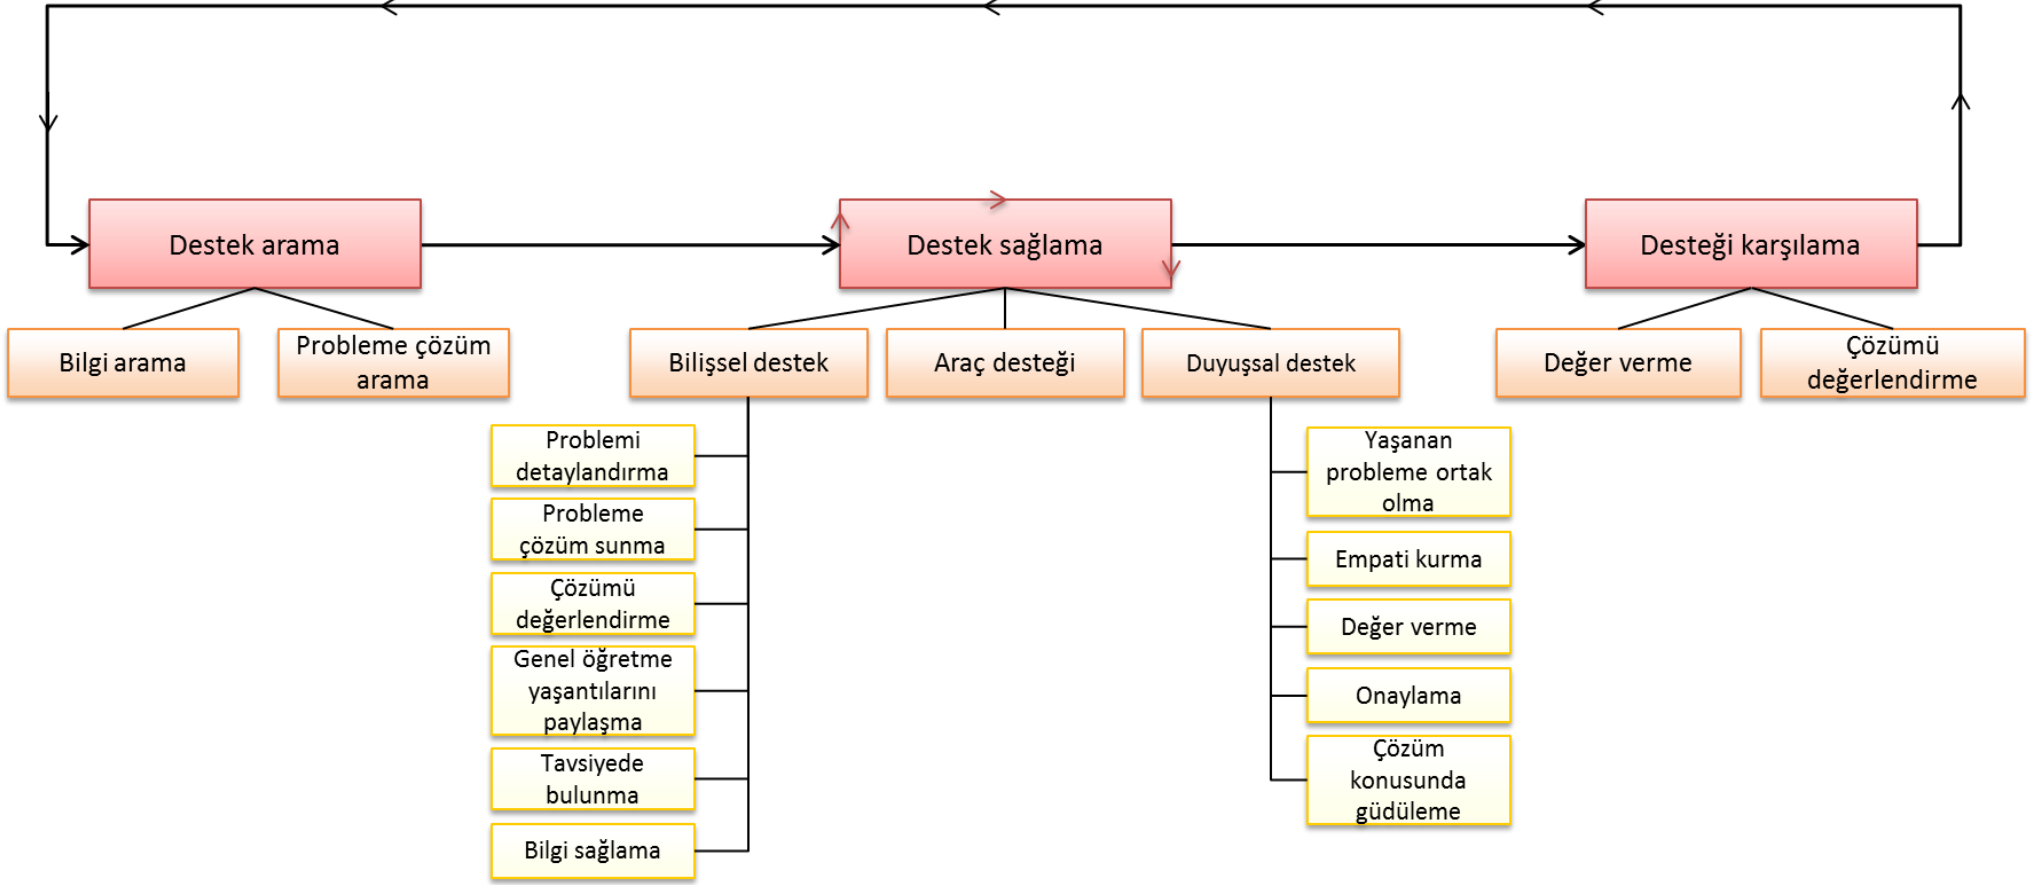 Destek arama
Destek sağlama
Desteği karşılama
Bilgi arama
Probleme çözüm
arama
Bilişsel destek
Araç desteği
Duyuşsal destek
Değer verme
Çözümü
değerlendirme
Problemi
detaylandırma
Probleme
çözüm sunma
Çözümü
değerlendirme
Genel öğretme
yaşantılarını
paylaşma
Tavsiyede
bulunma
Bilgi sağlama
Yaşanan
probleme ortak
olma
Empati kurma
Değer verme
Onaylama
Çözüm
konusunda
güdüleme